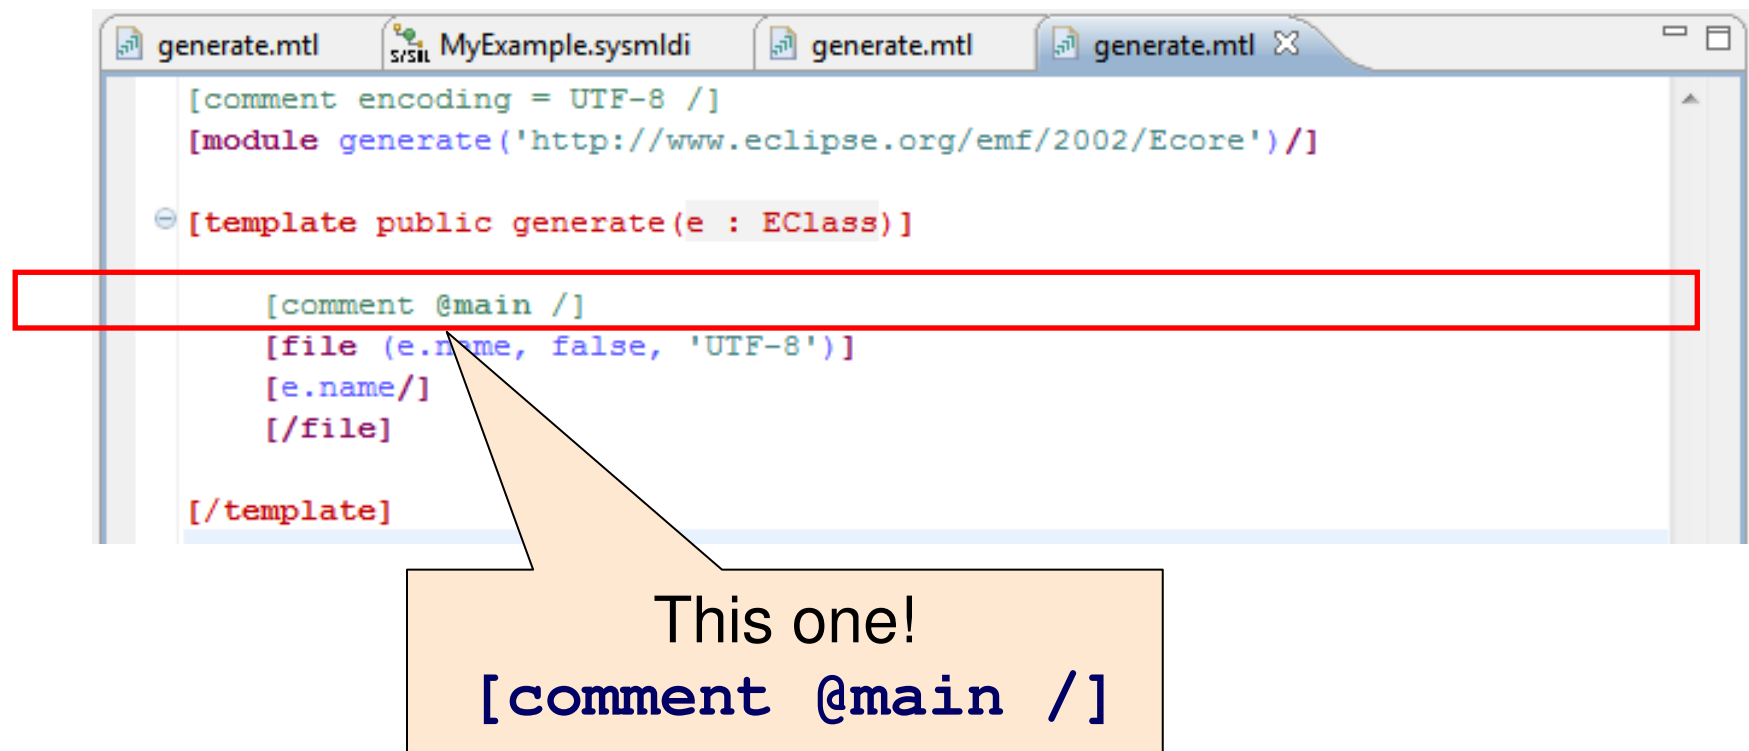 generate.mtl MyExample.sysmldi generate.mtl generate.mtl
[comment encoding = UTF-8 /]
[module generate('http://www.eclipse.org/emf/2002/Ecore')/]
[template public generate(e : EClass)]
[comment @main /]
[file (e.name, false, 'UTF-8')]
[e.name/]
[/file]
[/template]
This one!
[comment @main /]